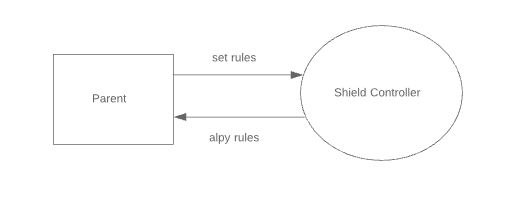 set rules
Parent
Shield Controller
alpy rules